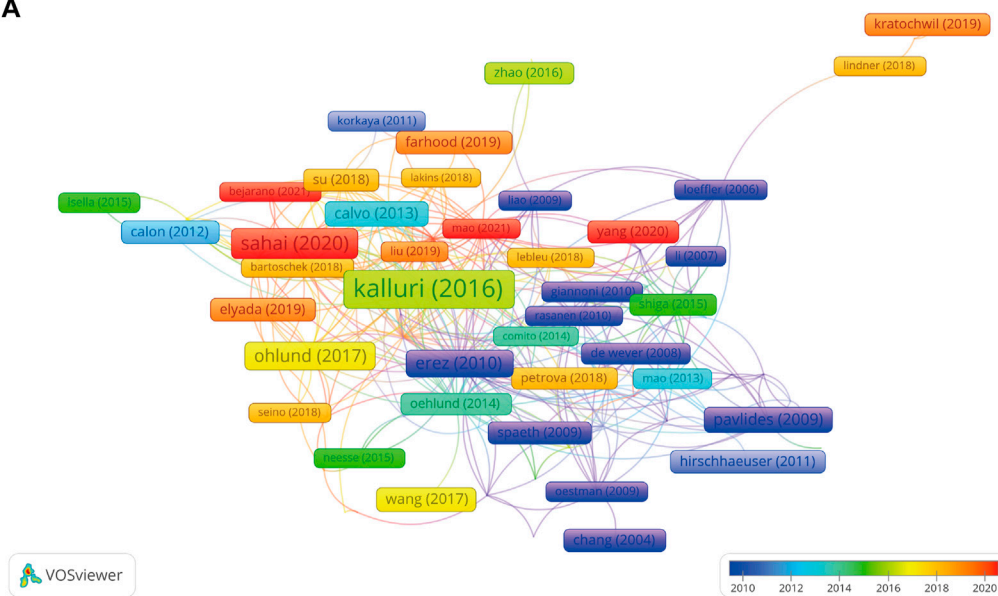 A
kratochwil (2019)
lindner (2018)
zhao (2016)
korkaya (2011)
farhood (2019)
su (2018)
lakins (2018)
bejarano (2021)
loeffler (2006)
isella (2015)
liao (2009)
calvo (2013)
calon (2012)
mao (2021)
yang (2020)
sahai (2020)
liu (2019)
lebleu (2018)
li (2007)
bartoschek (2018)
kalluri (2016)
giannoni (2010)
shiga (2015)
elyada (2019)
rasanen (2010)
comito (2014)
ohlund (2017)
erez (2010)
de wever (2008)
petrova (2018)
mao (2013)
oehlund (2014)
seino (2018)
pavlides (2009)
spaeth (2009)
neesse (2015)
hirschhaeuser (2011)
wang (2017)
oestman (2009)
chang (2004)
VOSviewer
2010 2012 2014 2016 2018 2020